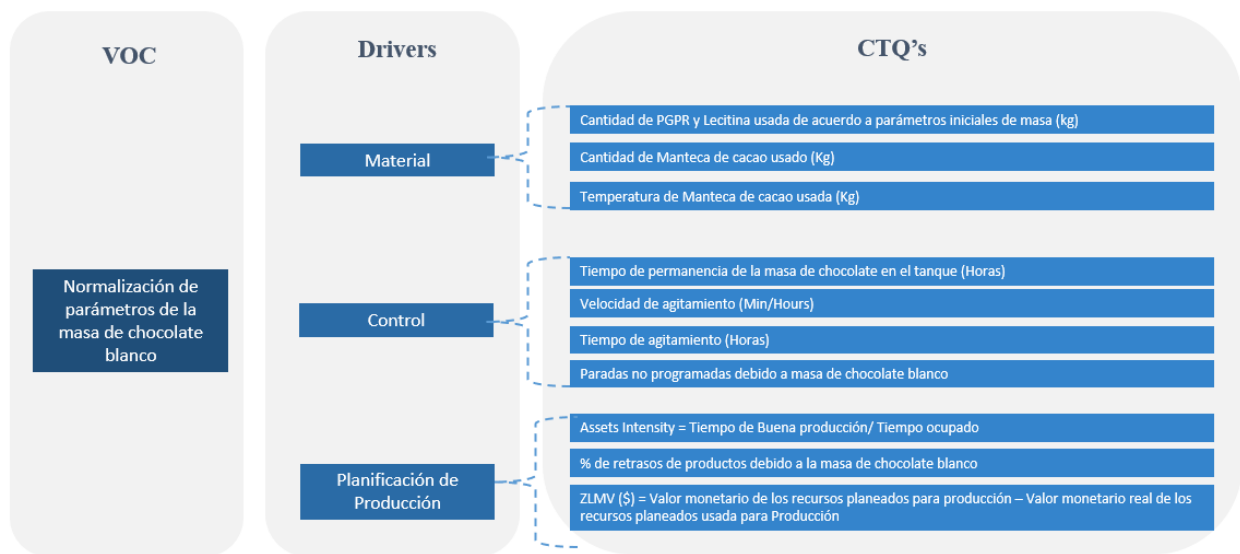 VOC
Drivers
CTQ's
Normalización de
parámetros de la
masa de chocolate
blanco
Material
Cantidad de PGPR y Lecitina usada de acuerdo a parámetros iniciales de masa (kg)
Cantidad de Manteca de cacao usado (Kg)
Temperatura de Manteca de cacao usada (Kg)
Control
Tiempo de permanencia de la masa de chocolate en el tanque (Horas)
Velocidad de agitamiento (Min/Hours)
Tiempo de agitamiento (Horas)
Paradas no programadas debido a masa de chocolate blanco
Planificación de
Producción
Assets Intensity = Tiempo de Buena producción/ Tiempo ocupado
% de retrasos de productos debido a la masa de chocolate blanco
ZLMV ($) = Valor monetario de los recursos planeados para producción – Valor monetario real de los
recursos planeados usada para Producción